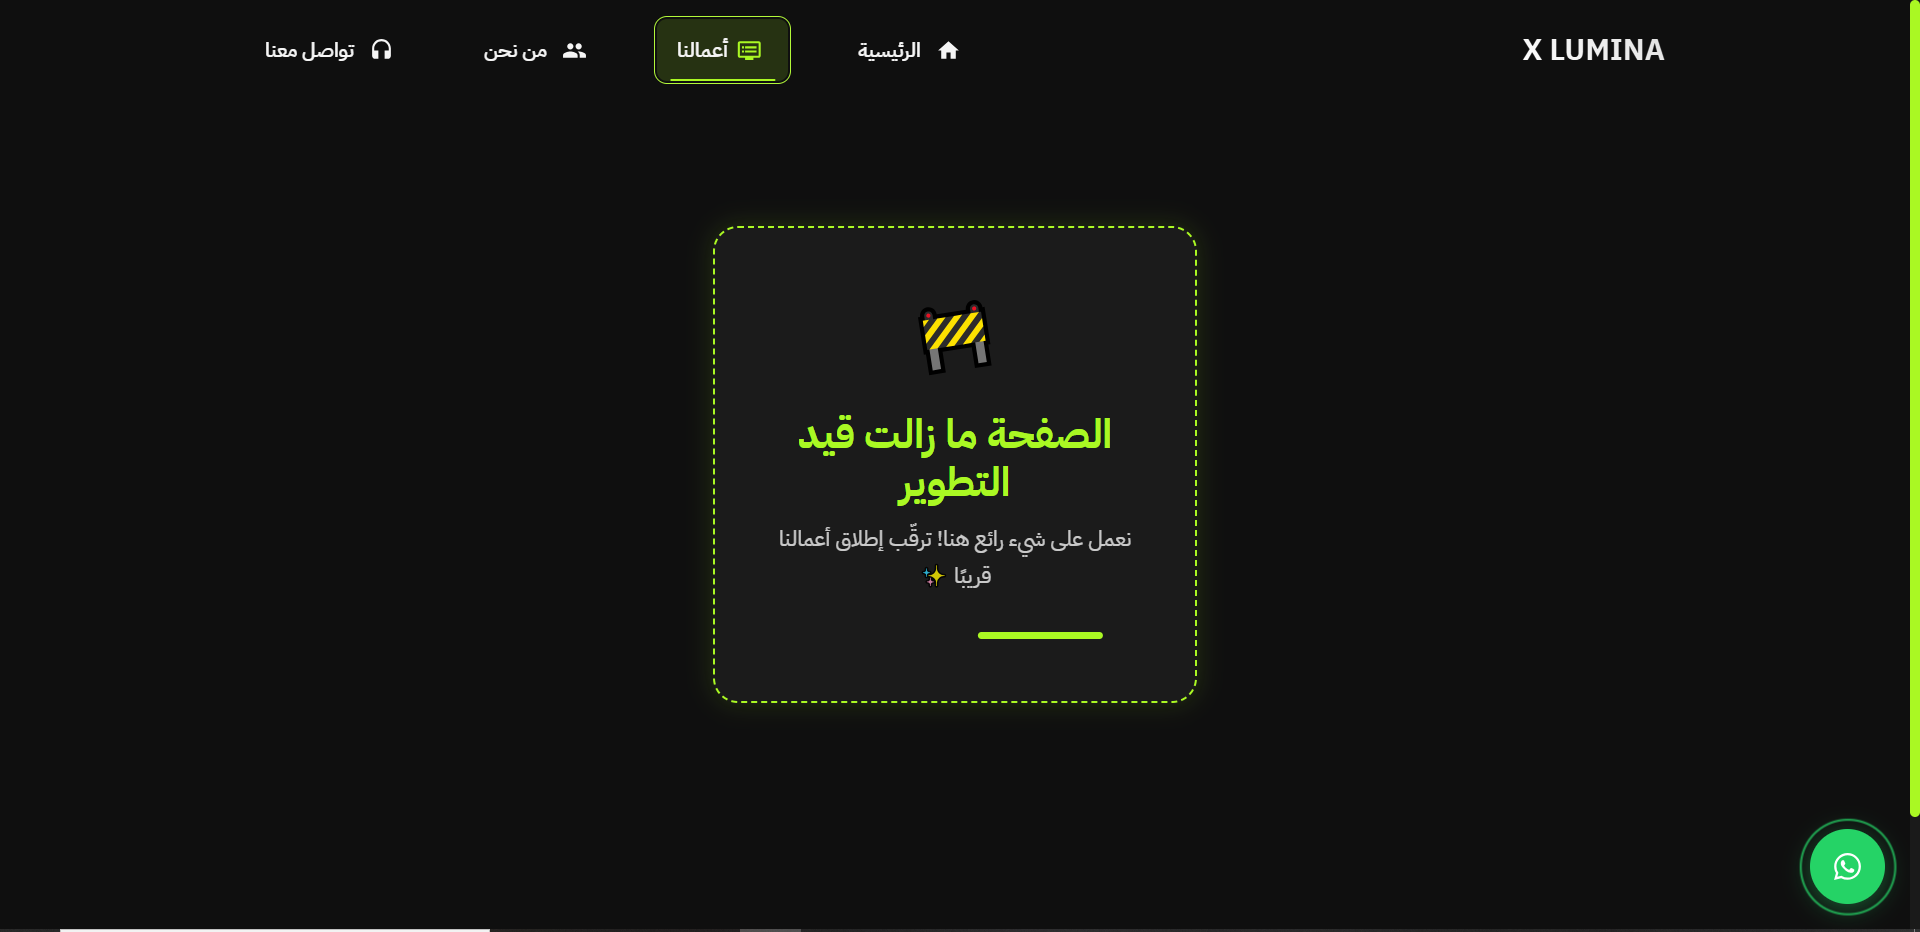 X LUMINA
الرئيسية
أعمالنا
من نحن
تواصل معنا
الصفحة ما زالت قيد
التطوير
نعمل على شيء رائع هنا! ترقّب إطلاق أعمالنا
قريبًا ✨